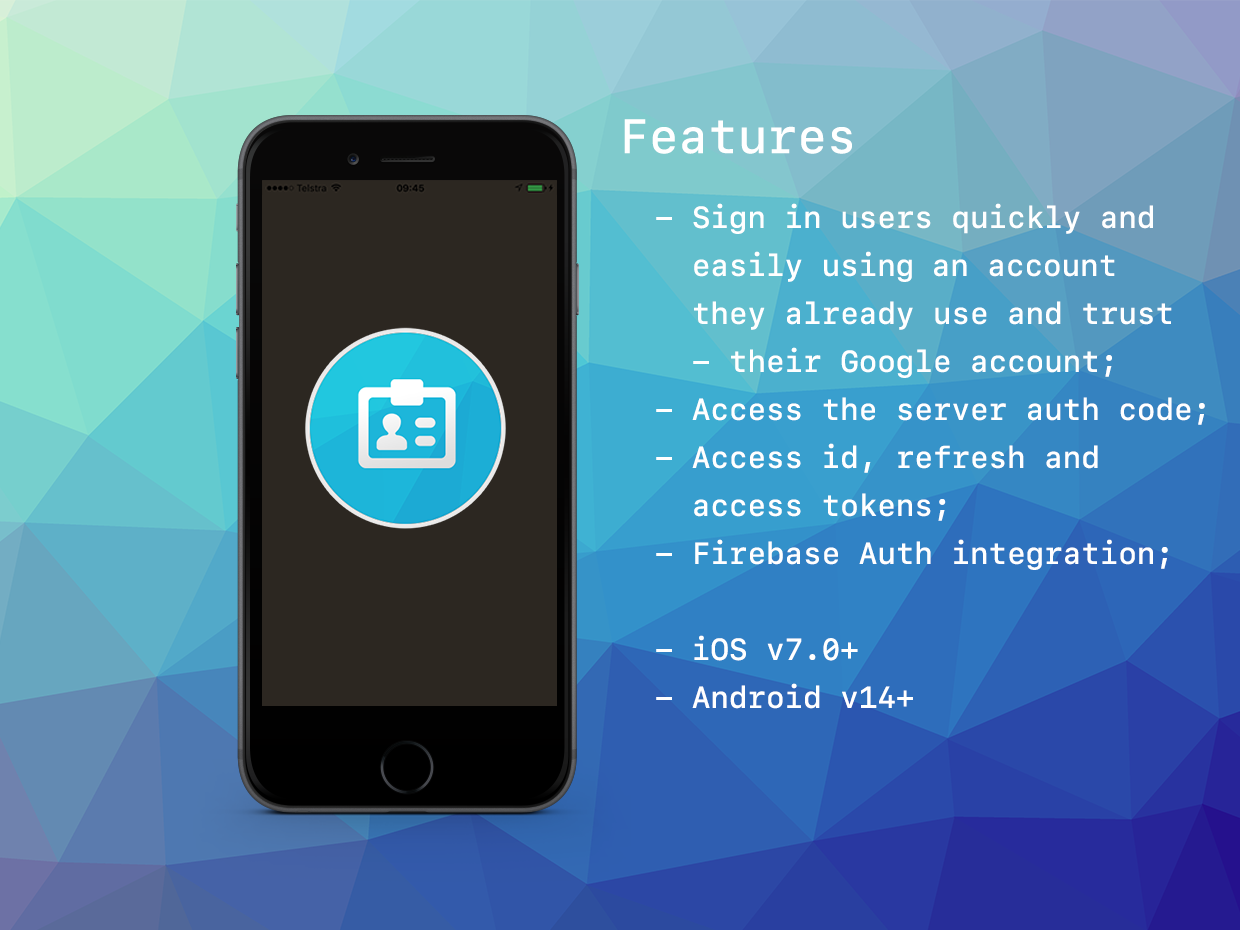 Telstra
09:45
Features
– Sign in users quickly and
easily using an account
they already use and trust
– their Google account;
– Access the server auth code;
– Access id, refresh and
access tokens;
– Firebase Auth integration;
– iOS v7.0+
– Android v14+